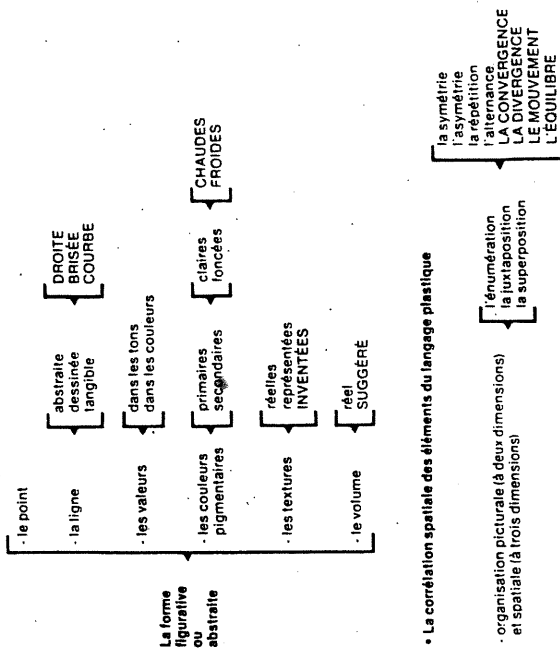 La forme
figurative
ou
abstraite
- le point
- la ligne
abstraite
dessinée
tangible
DROITE
BRISÉE
COURBE
- les valeurs
dans les tons
dans les couleurs
- les couleurs
pigmentaires
primaires
secondaires
claires
foncées
CHAUDES
FROIDES
- les textures
réelles
représentées
INVENTÉES
- le volume
réel
SUGGÉRÉ
• La corrélation spatiale des éléments du langage plastique
- organisation picturale (à deux dimensions)
et spatiale (à trois dimensions)
l'énumération
la juxtaposition
la superposition
la symétrie
l'asymétrie
la répétition
l'alternance
LA CONVERGENCE
LA DIVERGENCE
LE MOUVEMENT
L'ÉQUILIBRE